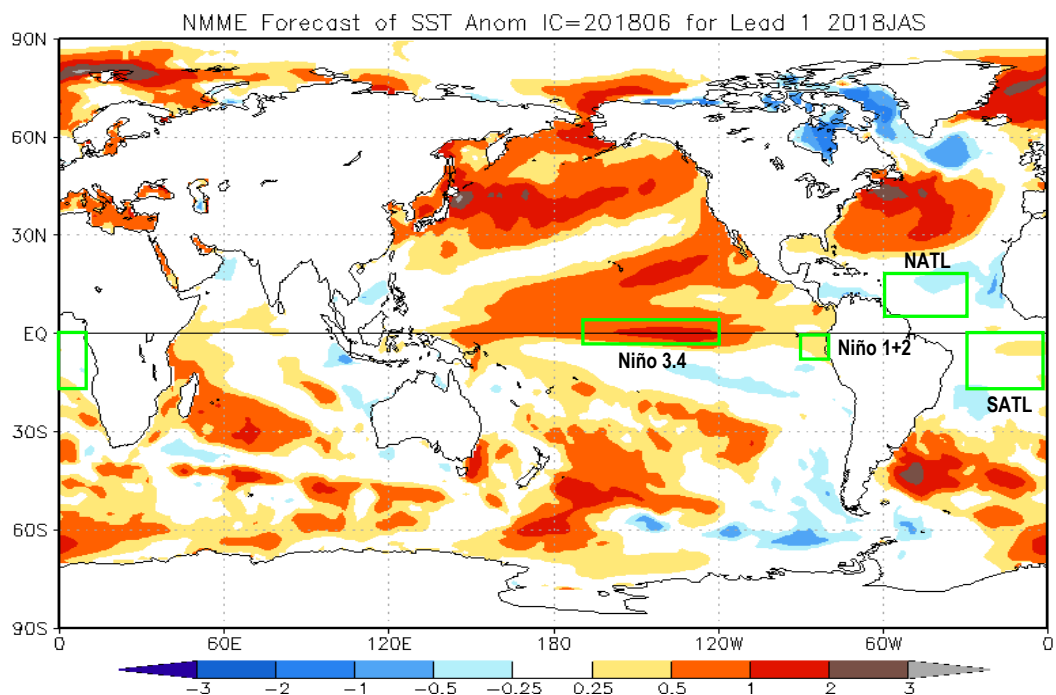 NMME Forecast of SST Anom IC=201806 for Lead 1 2018JAS
90N
60N
30N
NATL
EQ
Niño 3.4
Niño 1+2
SATL
30S
60S
90S
0 60E 120E 180 120W 60W 0
-3 -2 -1 -0.5 -0.25 0.25 0.5 1 2 3